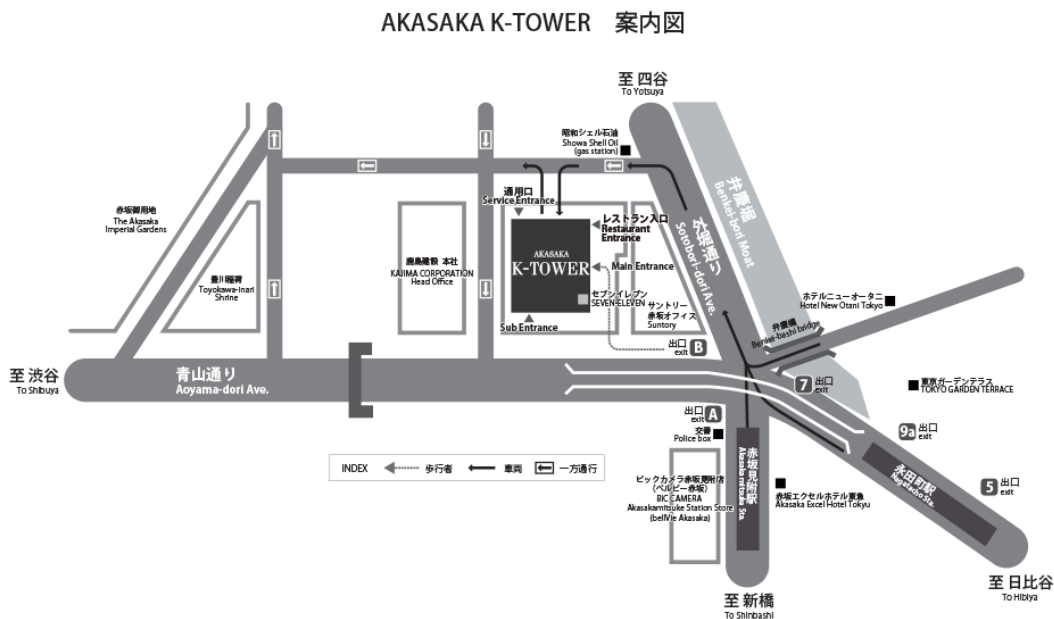 AKASAKA K-TOWER 案内図
至 四谷
To Yotsuya
昭和シェル石油
Showa Shell Oil
(gas station)
弁慶堀
Benkei-bori Moat
通用口
Service Entrance
レストラン入口
Restaurant
Entrance
赤坂御用地
The Akasaka
Imperial Gardens
外堀通り
Sotobori-dori Ave.
豊川稲荷
Toyokawa-Inari
Shrine
鹿島建設 本社
KAJIMA CORPORATION
Head Office
AKASAKA
K-TOWER
Main Entrance
セブンイレブン
SEVEN-ELEVEN
サントリー
赤坂オフィス
Suntory
Sub Entrance
ホテルニューオータニ
Hotel New Otani Tokyo
弁慶橋
Benkei-bashi bridge
出口
exit
B
至 渋谷
To Shibuya
青山通り
Aoyama-dori Ave.
7
出口
exit
東京ガーデンテラス
TOKYO GARDEN TERRACE
出口
exit
A
交番
Police box
9a
出口
exit
INDEX
歩行者
車両
一方通行
ビックカメラ赤坂見附店
(ベルビー赤坂)
BIC CAMERA
Akasakamitsuke Station Store
(bellVie Akasaka)
赤坂見附駅
Akasaka mitsuke Sta.
赤坂エクセルホテル東急
Akasaka Excel Hotel Tokyu
永田町駅
Nagatacho Sta.
5
出口
exit
至 日比谷
To Hibiya
至 新橋
To Shinbashi